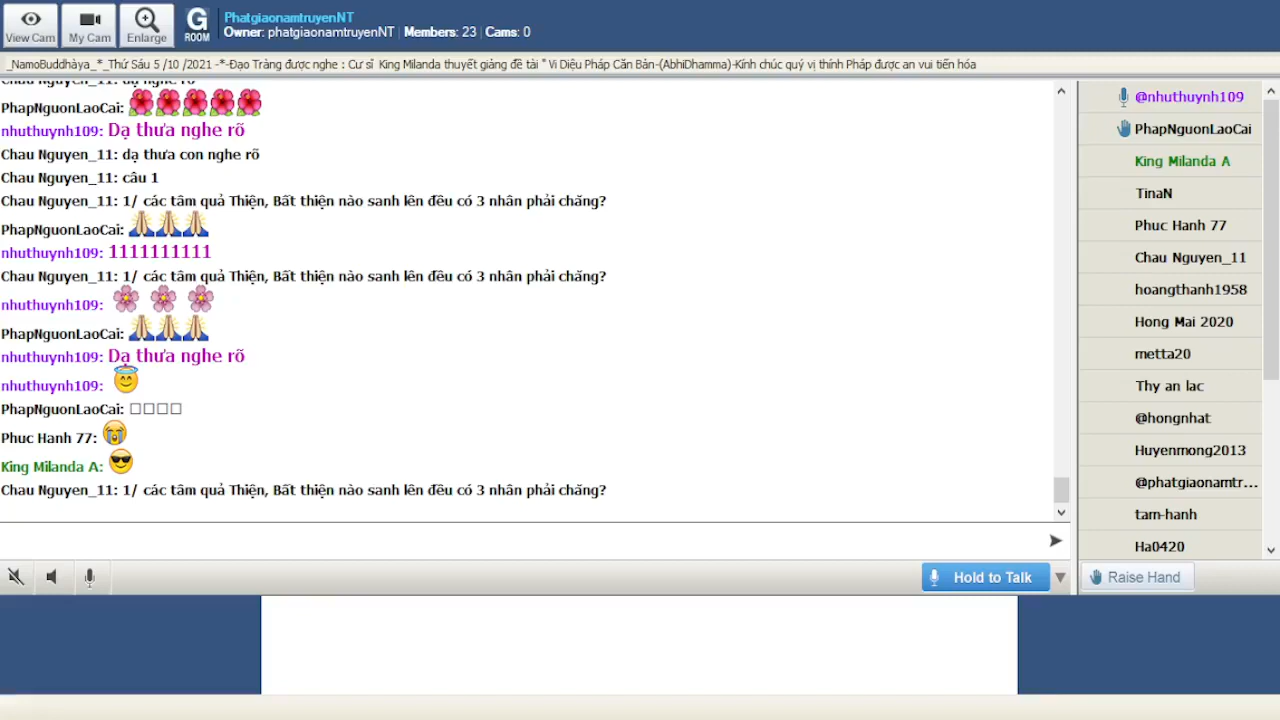 View Cam
My Cam
Enlarge
G
ROOM
PhatgiaonamtruyenNT
Owner: phatgiaonamtruyenNT | Members: 23 | Cams: 0
_NamoBuddhàya_*_Thứ Sáu 5 /10 /2021 -*-Đạo Tràng được nghe : Cư sĩ King Milanda thuyết giảng đề tài " Vi Diệu Pháp Căn Bản-(AbhiDhamma)-Kính chúc quý vị thính Pháp được an vui tiến hóa
Chau Nguyen_11: dạ nghe rõ
PhapNguonLaoCai:
nhuthuynh109: Dạ thưa nghe rõ
Chau Nguyen_11: dạ thưa con nghe rõ
Chau Nguyen_11: câu 1
Chau Nguyen_11: 1/ các tâm quả Thiện, Bất thiện nào sanh lên đều có 3 nhân phải chăng?
PhapNguonLaoCai:
nhuthuynh109: 1111111111
Chau Nguyen_11: 1/ các tâm quả Thiện, Bất thiện nào sanh lên đều có 3 nhân phải chăng?
nhuthuynh109:
PhapNguonLaoCai:
nhuthuynh109: Dạ thưa nghe rõ
nhuthuynh109:
PhapNguonLaoCai: □□□□
Phuc Hanh 77:
King Milanda A:
Chau Nguyen_11: 1/ các tâm quả Thiện, Bất thiện nào sanh lên đều có 3 nhân phải chăng?
@nhuthuynh109
PhapNguonLaoCai
King Milanda A
TinaN
Phuc Hanh 77
Chau Nguyen_11
hoangthanh1958
Hong Mai 2020
metta20
Thy an lac
@hongnhat
Huyenmong2013
@phatgiaonamtr...
tam-hanh
Ha0420
Hold to Talk
Raise Hand